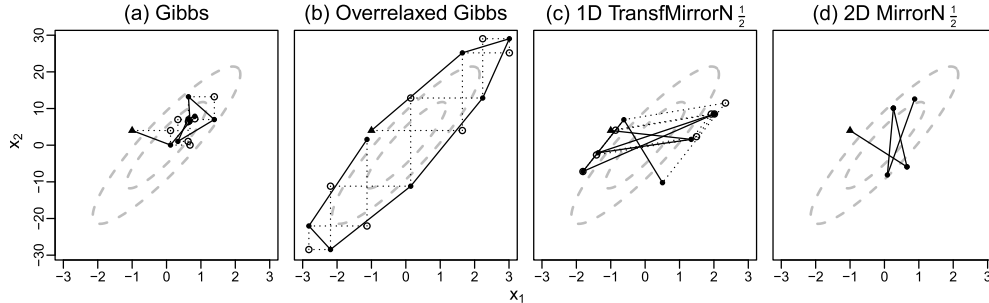 (a) Gibbs
(b) Overrelaxed Gibbs
(c) 1D TransfMirrorN 1/2
(d) 2D MirrorN 1/2
30
20
10
0
−10
−20
−30
x2
−3 −2 −1 0 1 2 3
−3 −2 −1 0 1 2 3
−3 −2 −1 0 1 2 3
−3 −2 −1 0 1 2 3
x1